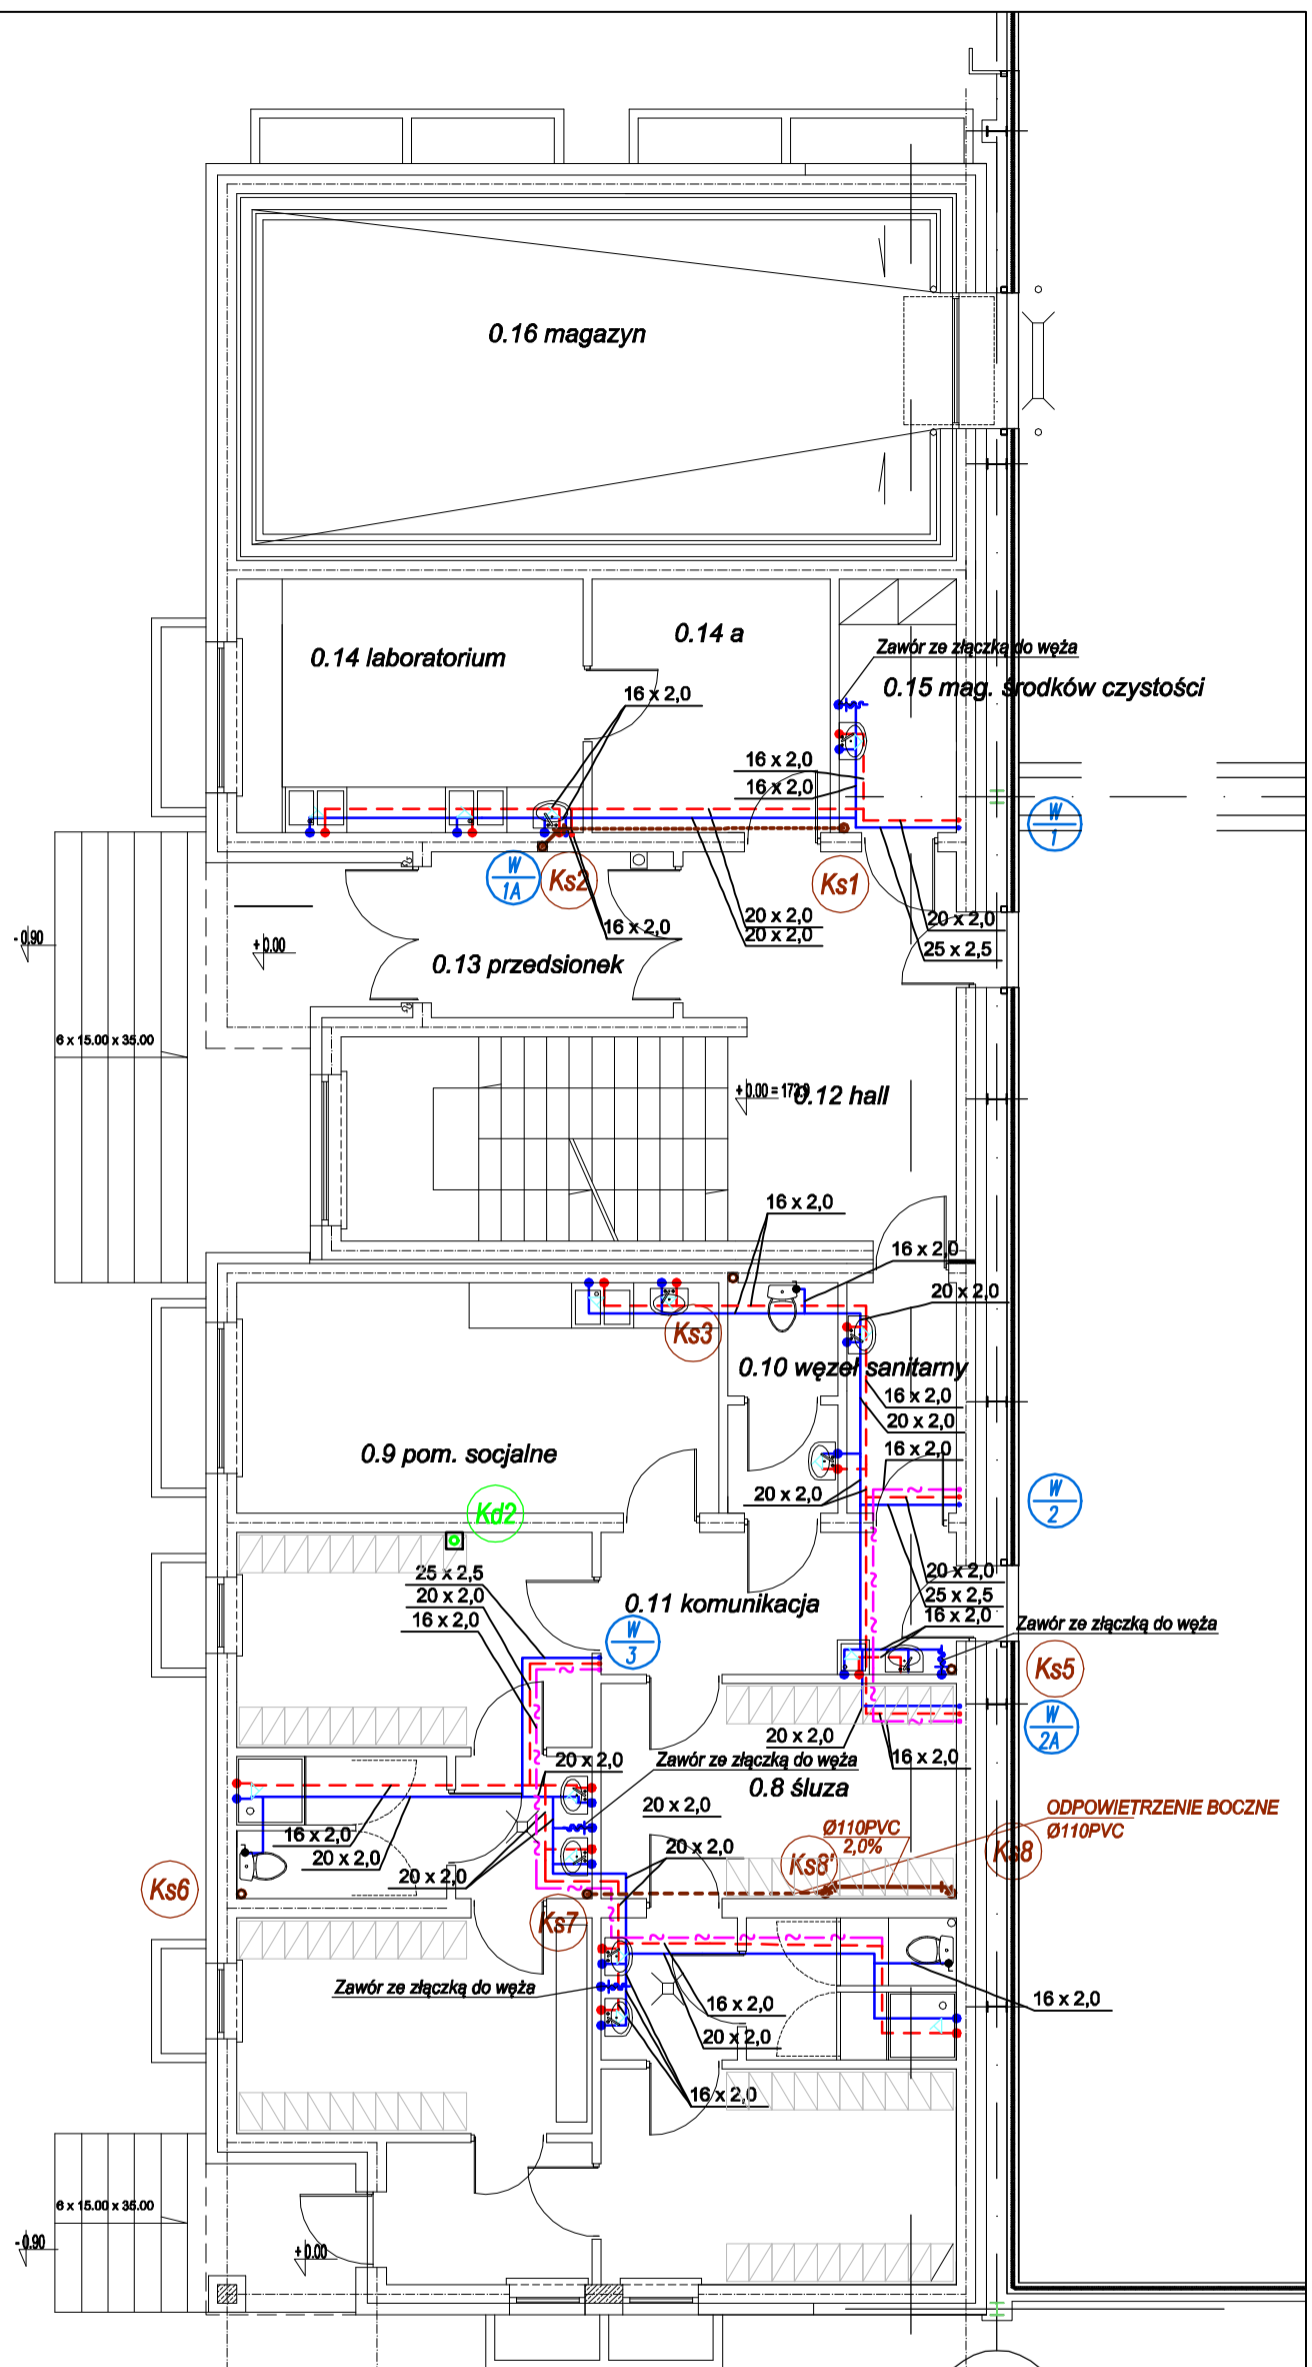 0.16 magazyn
0.14 a
Zawór ze złączką do węża
0.14 laboratorium
0.15 mag. środków czystości
16 x 2,0
16 x 2,0
16 x 2,0
W
1
W
1A
Ks2
Ks1
16 x 2,0
20 x 2,0
20 x 2,0
20 x 2,0
25 x 2,5
- 0.90
+ 0.00
0.13 przedsionek
6 x 15.00 x 35.00
+ 0.00 = 173.9
0.12 hall
16 x 2,0
16 x 2,0
20 x 2,0
Ks3
0.10 węzeł sanitarny
16 x 2,0
20 x 2,0
0.9 pom. socjalne
16 x 2,0
20 x 2,0
W
2
Kd2
25 x 2,5
20 x 2,0
16 x 2,0
0.11 komunikacja
20 x 2,0
25 x 2,5
16 x 2,0
Zawór ze złączką do węża
W
3
Ks5
W
2A
20 x 2,0
16 x 2,0
20 x 2,0
Zawór ze złączką do węża
0.8 śluza
20 x 2,0
ODPOWIETRZENIE BOCZNE
Ø110PVC
Ø110PVC
2,0%
16 x 2,0
20 x 2,0
20 x 2,0
20 x 2,0
Ks8'
Ks8
Ks6
Ks7
Zawór ze złączką do węża
16 x 2,0
20 x 2,0
16 x 2,0
16 x 2,0
6 x 15.00 x 35.00
- 0.90
+ 0.00